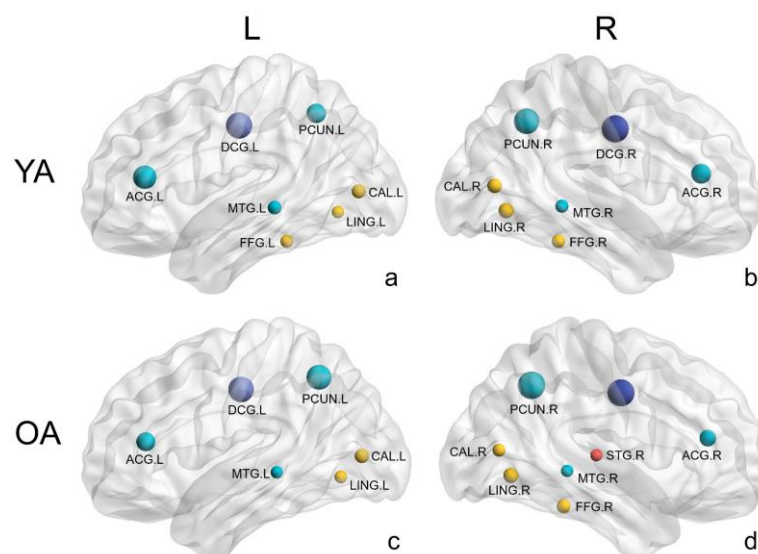 L R
YA
PCUN.L
DCG.L
ACG.L
CAL.L
MTG.L
LING.L
FFG.L
a
PCUN.R
DCG.R
ACG.R
CAL.R
MTG.R
LING.R
FFG.R
b
OA
PCUN.L
DCG.L
ACG.L
CAL.L
MTG.L
LING.L
c
PCUN.R
ACG.R
CAL.R
STG.R
MTG.R
LING.R
FFG.R
d